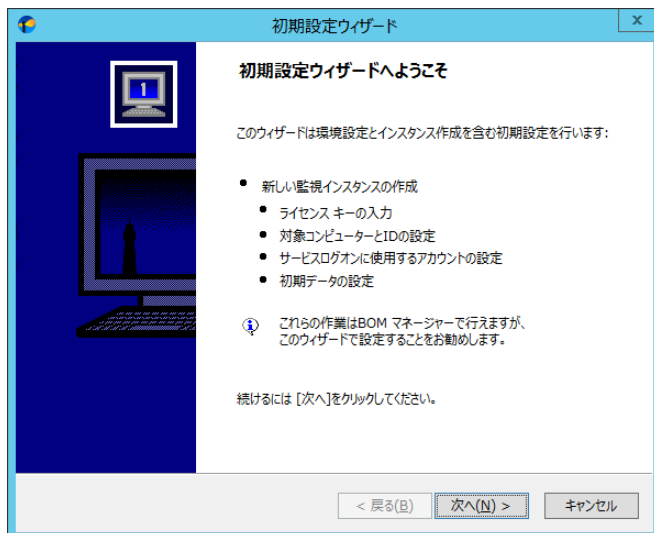 初期設定ウィザード
x
初期設定ウィザードへようこそ
1
このウィザードは環境設定とインスタンス作成を含む初期設定を行います:
● 新しい監視インスタンスの作成
● ライセンス キーの入力
● 対象コンピューターとIDの設定
● サービスログオンに使用するアカウントの設定
● 初期データの設定
これらの作業はBOM マネージャーで行えますが、
このウィザードで設定することをお勧めします。
続けるには [次へ]をクリックしてください。
< 戻る(B) 次へ(N) > キャンセル